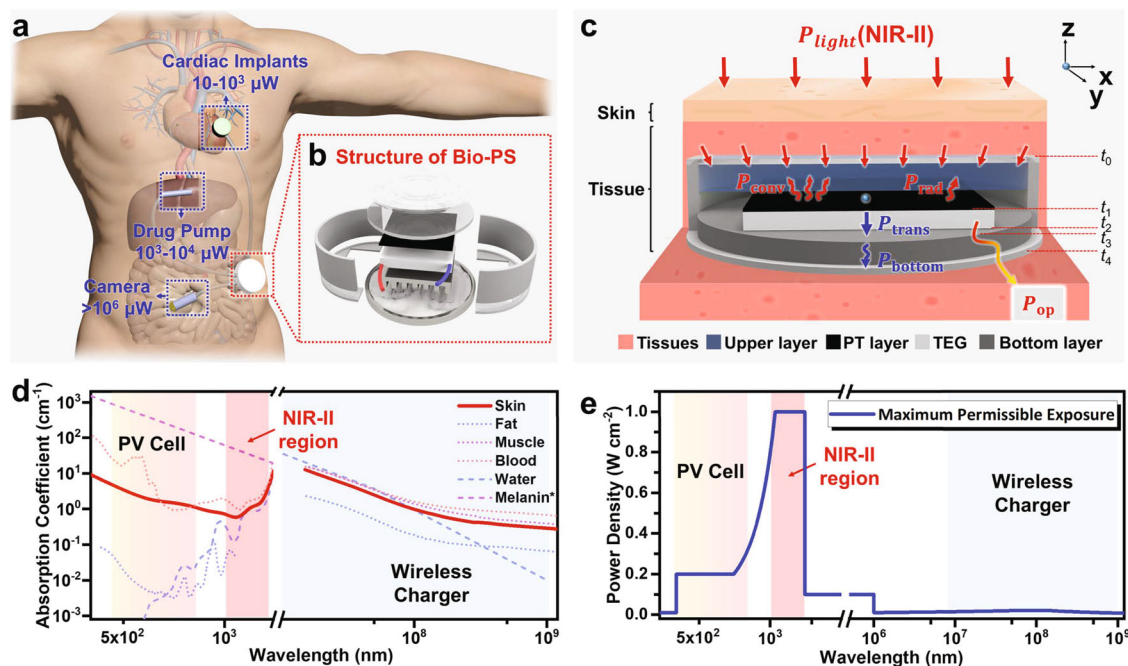 a
Cardiac Implants
10-10³ μW
b
Structure of Bio-PS
Drug Pump
10³-10⁴ μW
Camera
>10⁶ μW
c
P_light(NIR-II)
z
x
y
Skin
Tissue
P_conv
P_rad
P_trans
P_bottom
P_op
t₀
t₁
t₂
t₃
t₄
Tissues
Upper layer
PT layer
TEG
Bottom layer
d
Absorption Coefficient (cm⁻¹)
10³
10²
10¹
10⁰
10⁻¹
10⁻²
10⁻³
PV Cell
NIR-II
region
Skin
Fat
Muscle
Blood
Water
Melanin*
Wireless
Charger
5x10²
10³
10⁸
10⁹
Wavelength (nm)
e
Power Density (W cm⁻²)
1.0
0.8
0.6
0.4
0.2
0.0
Maximum Permissible Exposure
PV Cell
NIR-II
region
Wireless
Charger
5x10²
10³
10⁶
10⁷
10⁸
10⁹
Wavelength (nm)